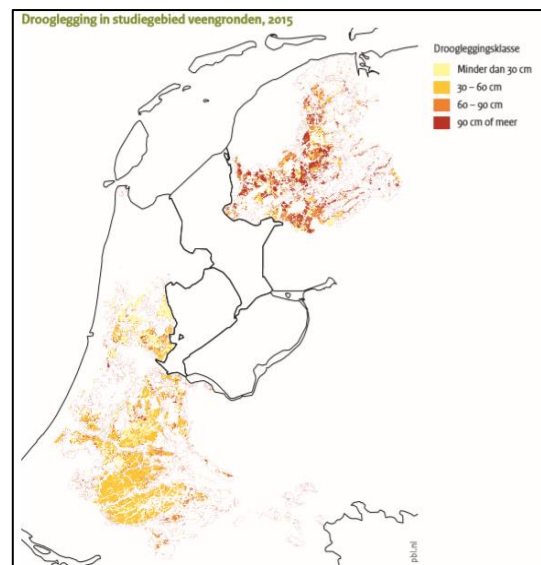 Drooglegging in studiegebied veengronden, 2015
Droogleggingsklasse
Minder dan 30 cm
30 – 60 cm
60 – 90 cm
90 cm of meer
pbl.nl